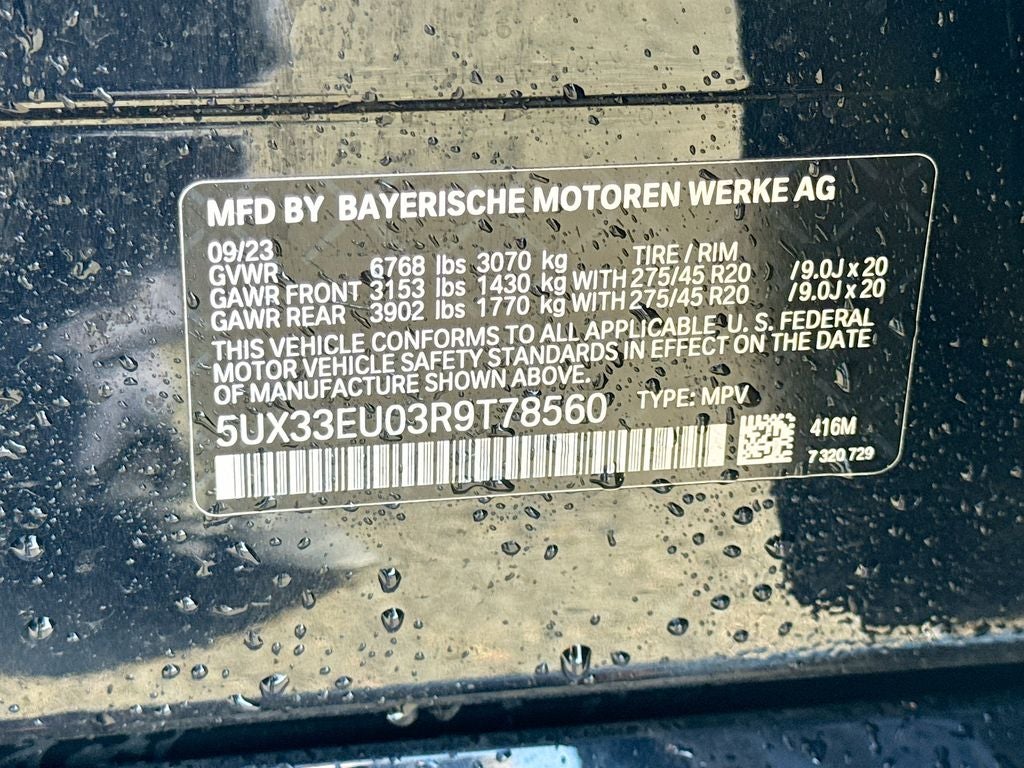 MFD BY BAYERISCHE MOTOREN WERKE AG
09/23 TIRE / RIM
GVWR 6768 lbs 3070 kg
GAWR FRONT 3153 lbs 1430 kg WITH 275/45 R20 /9.0J x 20
GAWR REAR 3902 lbs 1770 kg WITH 275/45 R20 /9.0J x 20
THIS VEHICLE CONFORMS TO ALL APPLICABLE U. S. FEDERAL
MOTOR VEHICLE SAFETY STANDARDS IN EFFECT ON THE DATE
OF MANUFACTURE SHOWN ABOVE.
5UX33EU03R9T78560 TYPE: MPV
416M
7 320 729